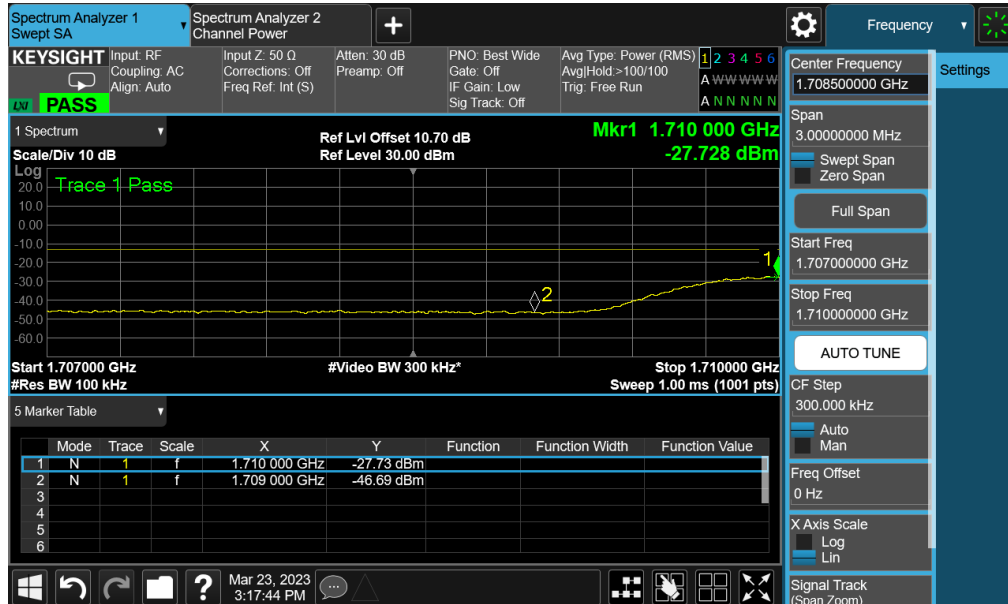 Spectrum Analyzer 1
Swept SA
Spectrum Analyzer 2
Channel Power
Frequency
KEYSIGHT
LXI
PASS
Input: RF
Coupling: AC
Align: Auto
Input Z: 50 Ω
Corrections: Off
Freq Ref: Int (S)
Atten: 30 dB
Preamp: Off
PNO: Best Wide
Gate: Off
IF Gain: Low
Sig Track: Off
Avg Type: Power (RMS)
Avg|Hold:>100/100
Trig: Free Run
1 2 3 4 5 6
A W W W W W
A N N N N N
1 Spectrum
Scale/Div 10 dB
Ref Lvl Offset 10.70 dB
Ref Level 30.00 dBm
Mkr1 1.710 000 GHz
-27.728 dBm
Log
Trace 1 Pass
20.0
10.0
0.00
-10.0
-20.0
-30.0
-40.0
-50.0
-60.0
1
2
Start 1.707000 GHz
#Video BW 300 kHz*
Stop 1.710000 GHz
#Res BW 100 kHz
Sweep 1.00 ms (1001 pts)
5 Marker Table
Mode Trace Scale X Y Function Function Width Function Value
1 N 1 f 1.710 000 GHz -27.73 dBm
2 N 1 f 1.709 000 GHz -46.69 dBm
3
4
5
6
?
Mar 23, 2023
3:17:44 PM
Center Frequency
1.708500000 GHz
Settings
Span
3.00000000 MHz
Swept Span
Zero Span
Full Span
Start Freq
1.707000000 GHz
Stop Freq
1.710000000 GHz
AUTO TUNE
CF Step
300.000 kHz
Auto
Man
Freq Offset
0 Hz
X Axis Scale
Log
Lin
Signal Track
(Span Zoom)